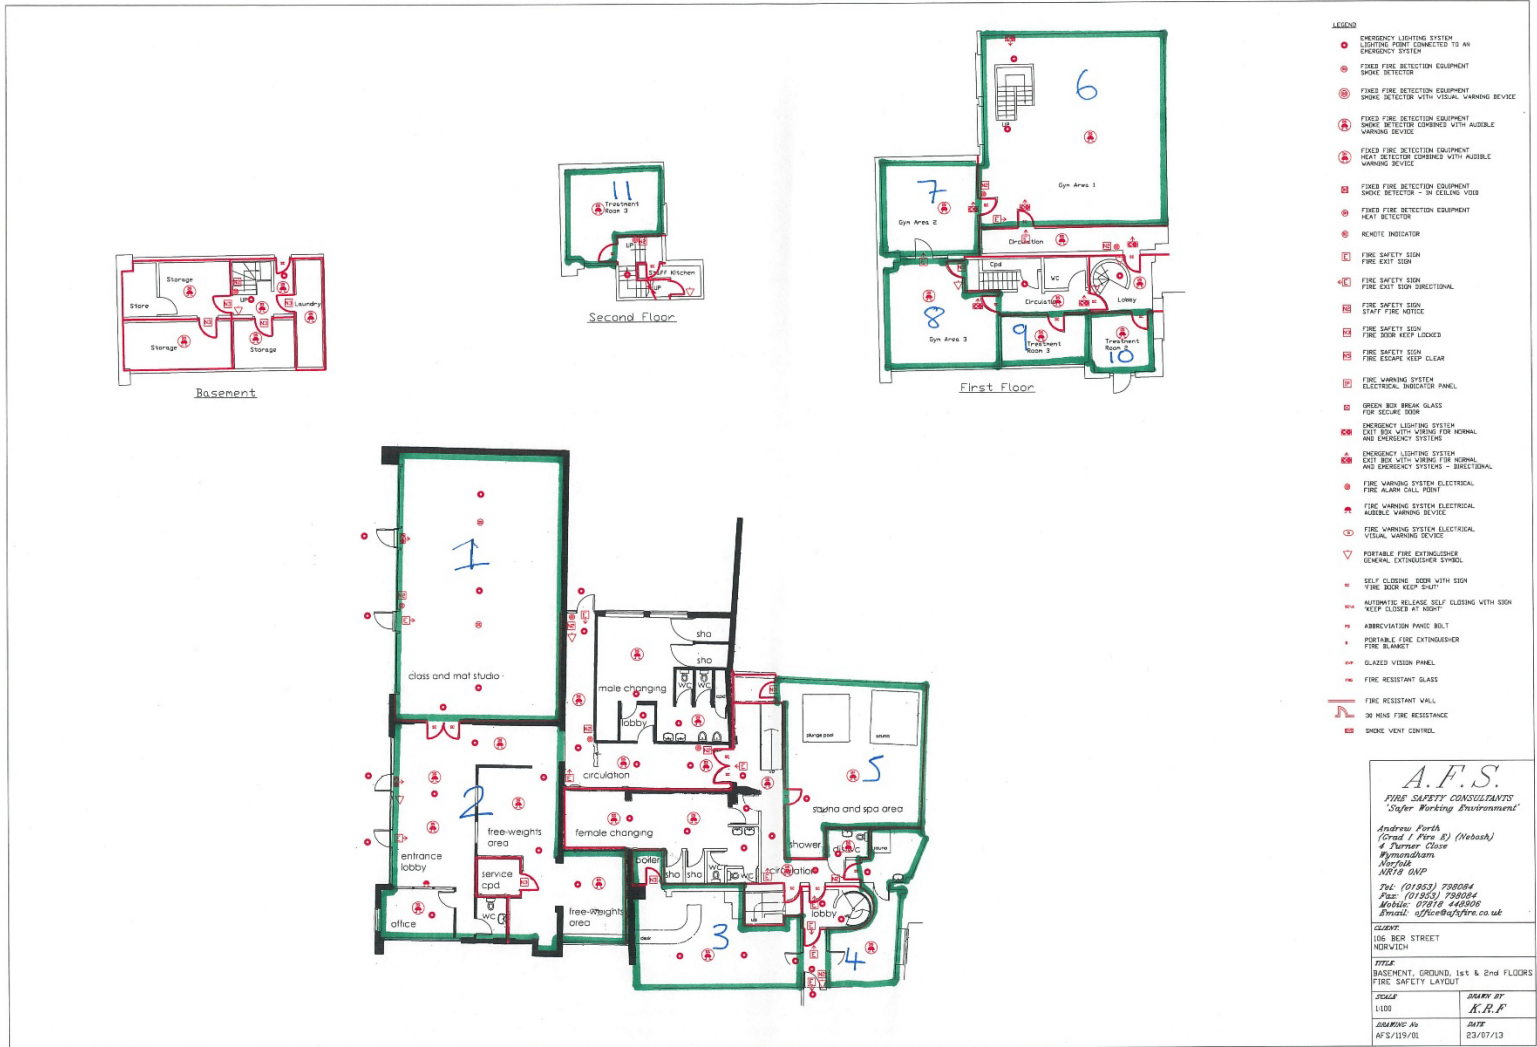 6
Gym Area 1
7
Gym Area 2
Circulation
Cpd
WC
UP
Circulation
Lobby
8
Gym Area 3
9
Treatment
Room 3
Treatment
Room 2
10
First Floor
11
Treatment
Room 3
UP
Staff Kitchen
UP
Second Floor
Storage
Store
UP
Laundry
Storage
Storage
Basement
1
class and mat studio
sho
sho
male changing
WC
WC
lobby
circulation
plunge pool
sauna
5
sauna and spa area
2
free-weights
area
entrance
lobby
female changing
shower
boiler
sho
sho
WC
WC
circulation
service
cpd
WC
office
free-weights
area
desk
3
lobby
4
LEGEND
EMERGENCY LIGHTING SYSTEM
LIGHTING POINT CONNECTED TO AN
EMERGENCY SYSTEM
FIXED FIRE DETECTION EQUIPMENT
SMOKE DETECTOR
FIXED FIRE DETECTION EQUIPMENT
SMOKE DETECTOR WITH VISUAL WARNING DEVICE
FIXED FIRE DETECTION EQUIPMENT
SMOKE DETECTOR COMBINED WITH AUDIBLE
WARNING DEVICE
FIXED FIRE DETECTION EQUIPMENT
HEAT DETECTOR COMBINED WITH AUDIBLE
WARNING DEVICE
FIXED FIRE DETECTION EQUIPMENT
SMOKE DETECTOR - IN CEILING VOID
FIXED FIRE DETECTION EQUIPMENT
HEAT DETECTOR
REMOTE INDICATOR
FIRE SAFETY SIGN
FIRE EXIT SIGN
FIRE SAFETY SIGN
FIRE EXIT SIGN DIRECTIONAL
FIRE SAFETY SIGN
STAFF FIRE NOTICE
FIRE SAFETY SIGN
FIRE DOOR KEEP LOCKED
FIRE SAFETY SIGN
FIRE ESCAPE KEEP CLEAR
FIRE WARNING SYSTEM
ELECTRICAL INDICATOR PANEL
GREEN BOX BREAK GLASS
FOR SECURE DOOR
EMERGENCY LIGHTING SYSTEM
EXIT BOX WITH WIRING FOR NORMAL
AND EMERGENCY SYSTEMS
EMERGENCY LIGHTING SYSTEM
EXIT BOX WITH WIRING FOR NORMAL
AND EMERGENCY SYSTEMS - DIRECTIONAL
FIRE WARNING SYSTEM ELECTRICAL
FIRE ALARM CALL POINT
FIRE WARNING SYSTEM ELECTRICAL
AUDIBLE WARNING DEVICE
FIRE WARNING SYSTEM ELECTRICAL
VISUAL WARNING DEVICE
PORTABLE FIRE EXTINGUISHER
GENERAL EXTINGUISHER SYMBOL
SELF CLOSING DOOR WITH SIGN
'FIRE DOOR KEEP SHUT'
AUTOMATIC RELEASE SELF CLOSING WITH SIGN
'KEEP CLOSED AT NIGHT'
ABBREVIATION PANIC BOLT
PORTABLE FIRE EXTINGUISHER
FIRE BLANKET
GLAZED VISION PANEL
FIRE RESISTANT GLASS
FIRE RESISTANT WALL
30 MINS FIRE RESISTANCE
SMOKE VENT CONTROL
A.F.S.
FIRE SAFETY CONSULTANTS
'Safer Working Environment'
Andrew Forth
(Grad I Fire E) (Nebosh)
4 Turner Close
Wymondham
Norfolk
NR18 0NP
Tel: (01953) 798084
Fax: (01953) 798084
Mobile: 07818 448906
Email: office@afsfire.co.uk
CLIENT
106 BER STREET
NORWICH
TITLE
BASEMENT, GROUND, 1st & 2nd FLOORS
FIRE SAFETY LAYOUT
SCALE
1:100
DRAWN BY
K.R.F
DRAWING No
AFS/119/01
DATE
23/07/13